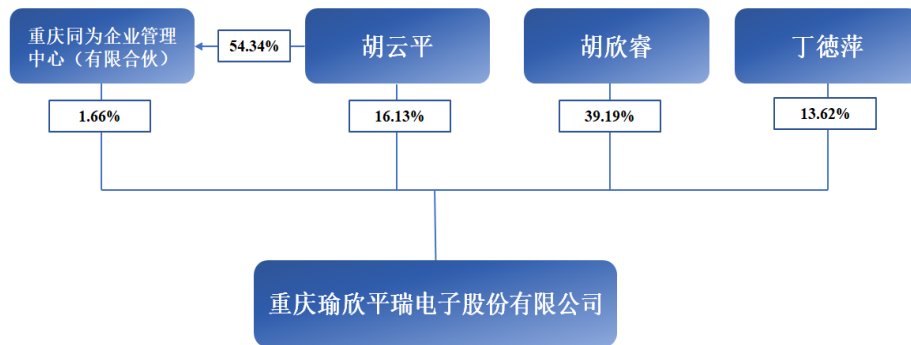 重庆同为企业管理
中心（有限合伙）
54.34%
胡云平
胡欣睿
丁德萍
1.66%
16.13%
39.19%
13.62%
重庆瑜欣平瑞电子股份有限公司